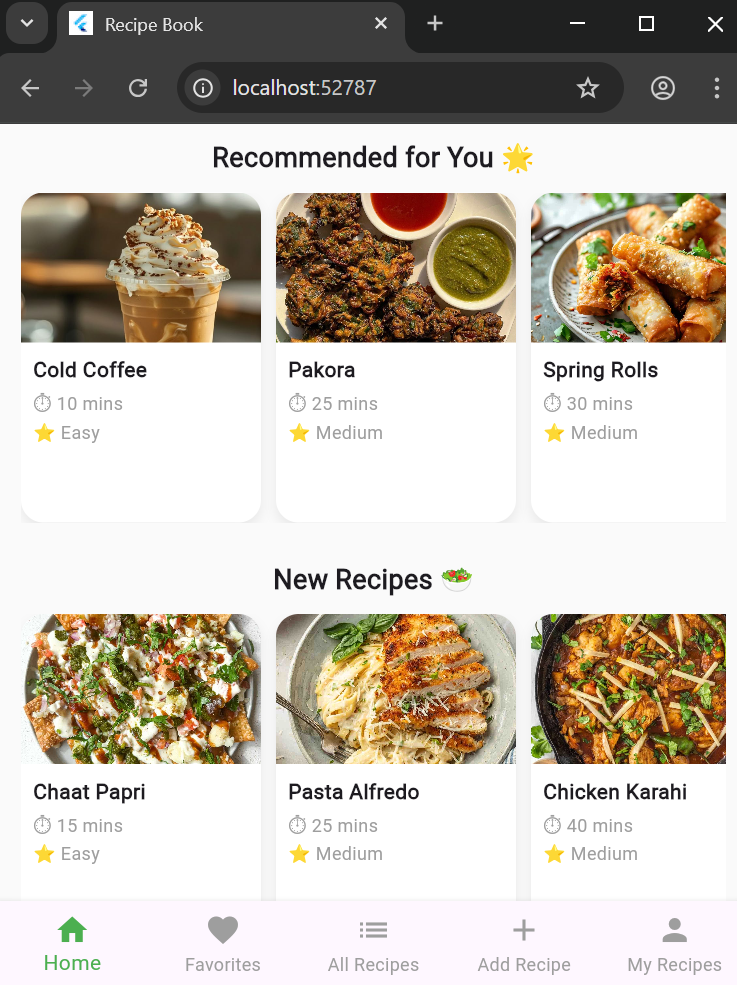 Recipe Book
localhost:52787
Recommended for You 🌟
Cold Coffee
⏱ 10 mins
⭐ Easy
Pakora
⏱ 25 mins
⭐ Medium
Spring Rolls
⏱ 30 mins
⭐ Medium
New Recipes 🥗
Chaat Papri
⏱ 15 mins
⭐ Easy
Pasta Alfredo
⏱ 25 mins
⭐ Medium
Chicken Karahi
⏱ 40 mins
⭐ Medium
Home
Favorites
All Recipes
Add Recipe
My Recipes